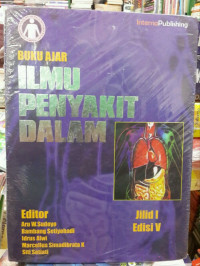 InternaPublishing
BUKU AJAR
ILMU
PENYAKIT
DALAM
Editor
Aru W. Sudoyo
Bambang Setiyohadi
Idrus Alwi
Marcellus Simadibrata K
Siti Setiati
Jilid I
Edisi V